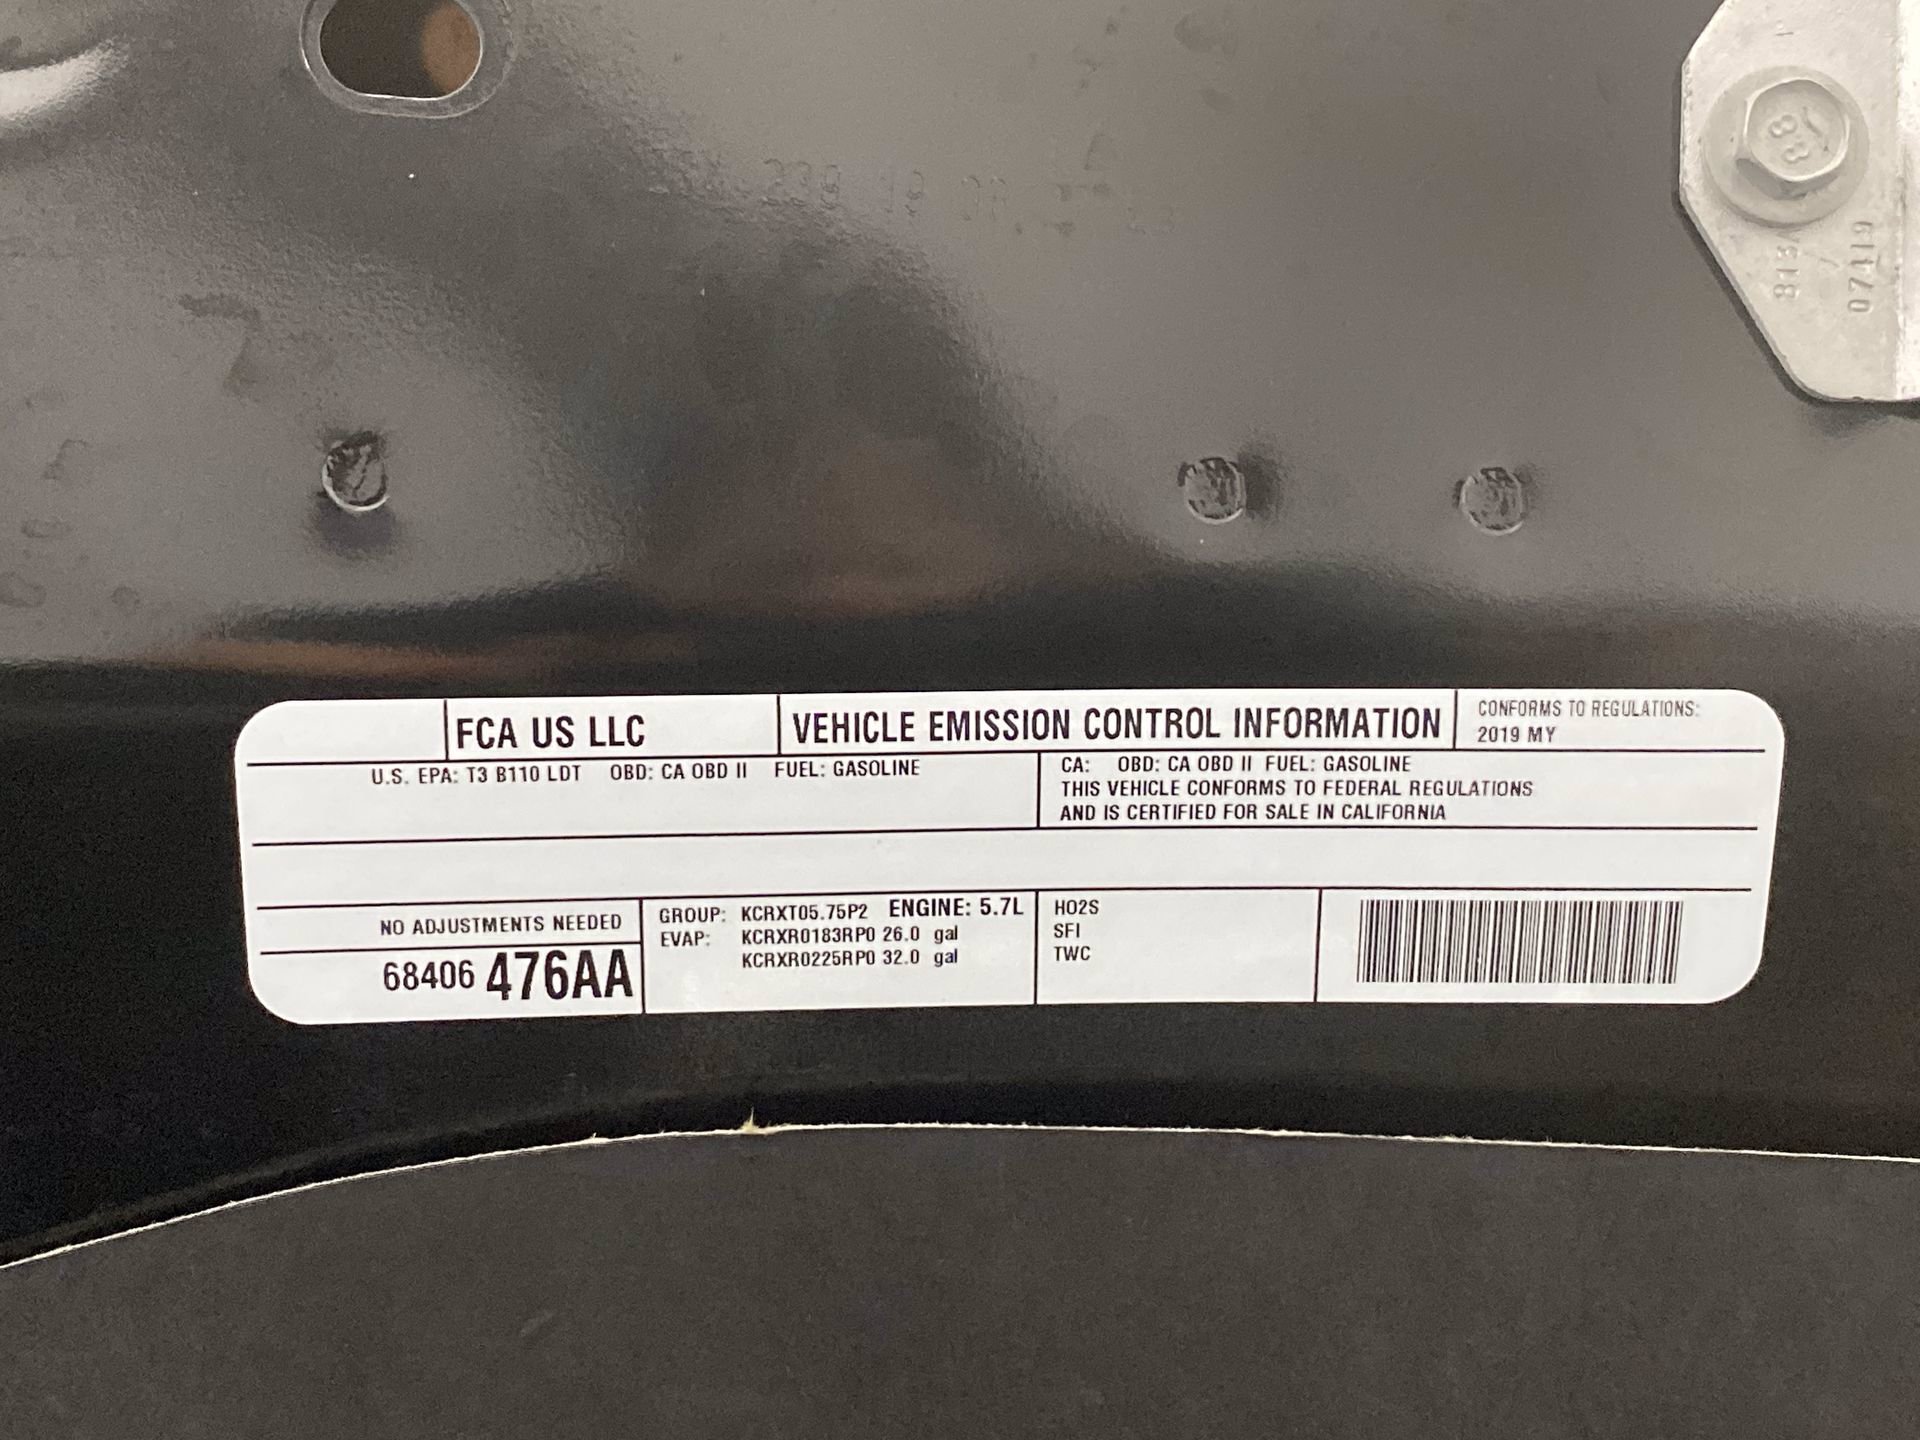 88
8134
07419
FCA US LLC
VEHICLE EMISSION CONTROL INFORMATION
CONFORMS TO REGULATIONS:
2019 MY
U.S. EPA: T3 B110 LDT OBD: CA OBD II FUEL: GASOLINE
CA: OBD: CA OBD II FUEL: GASOLINE
THIS VEHICLE CONFORMS TO FEDERAL REGULATIONS
AND IS CERTIFIED FOR SALE IN CALIFORNIA
NO ADJUSTMENTS NEEDED
68406 476AA
GROUP: KCRXT05.75P2 ENGINE: 5.7L
EVAP: KCRXR0183RP0 26.0 gal
KCRXR0225RP0 32.0 gal
HO2S
SFI
TWC